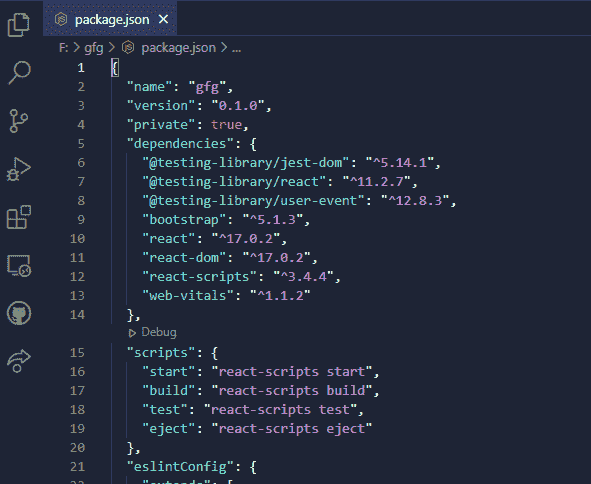 package.json ×
F: > gfg > package.json > ...
1 {
2 "name": "gfg",
3 "version": "0.1.0",
4 "private": true,
5 "dependencies": {
6 "@testing-library/jest-dom": "^5.14.1",
7 "@testing-library/react": "^11.2.7",
8 "@testing-library/user-event": "^12.8.3",
9 "bootstrap": "^5.1.3",
10 "react": "^17.0.2",
11 "react-dom": "^17.0.2",
12 "react-scripts": "^3.4.4",
13 "web-vitals": "^1.1.2"
14 },
Debug
15 "scripts": {
16 "start": "react-scripts start",
17 "build": "react-scripts build",
18 "test": "react-scripts test",
19 "eject": "react-scripts eject"
20 },
21 "eslintConfig": {